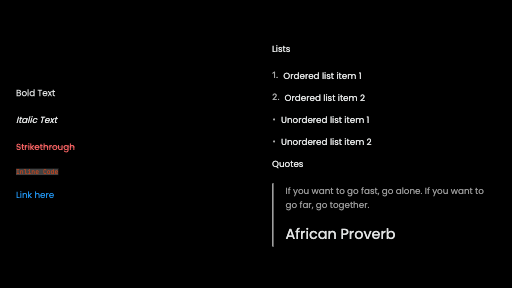 Bold Text
Italic Text
Strikethrough
Inline Code
Link here
Lists
1. Ordered list item 1
2. Ordered list item 2
• Unordered list item 1
• Unordered list item 2
Quotes
If you want to go fast, go alone. If you want to
go far, go together.
African Proverb